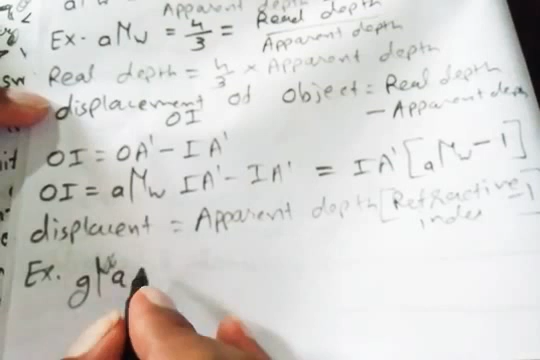 Apparent depth
Ex. aμw = 4/3 = Real depth / Apparent depth
Real depth = 4/3 × Apparent depth
displacement of object = Real depth
OI - Apparent depth
OI = OA' - IA'
OI = aμw IA' - IA' = IA' [aμw - 1]
displacent = Apparent depth [Refractive index - 1
Ex. gμa